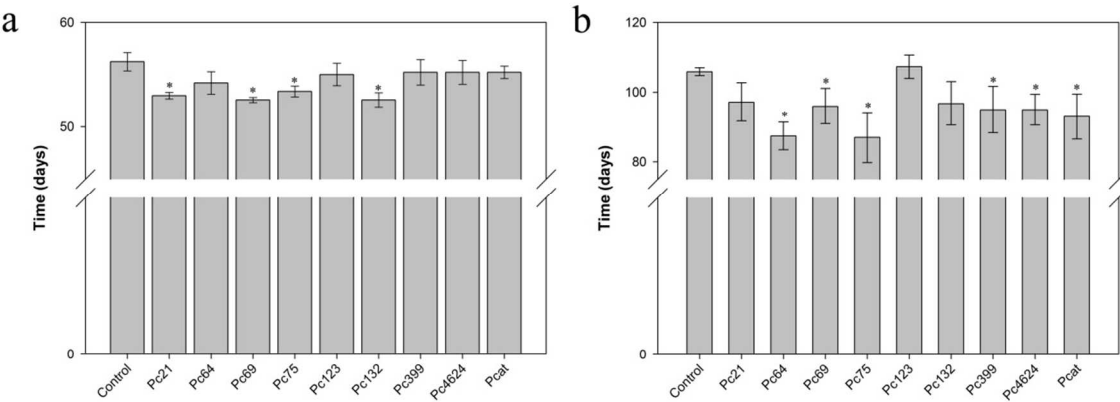 a
60
50
0
Time (days)
* * * *
Control Pc21 Pc64 Pc69 Pc75 Pc123 Pc132 Pc399 Pc4624 Pcat
b
120
100
80
0
Time (days)
* * * * * *
Control Pc21 Pc64 Pc69 Pc75 Pc123 Pc132 Pc399 Pc4624 Pcat